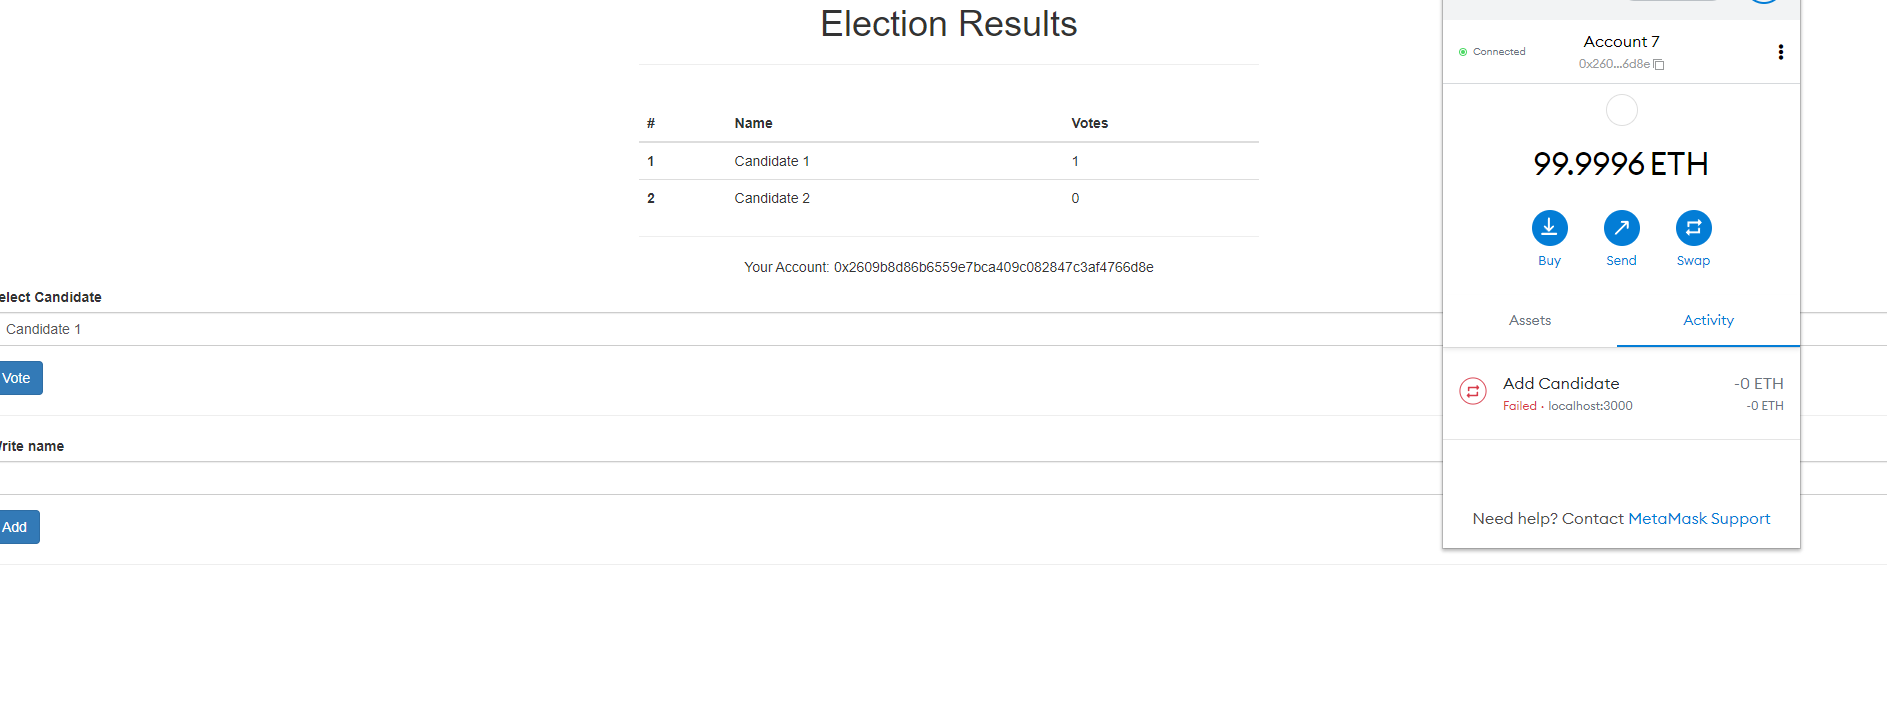 Election Results
# Name Votes
1 Candidate 1 1
2 Candidate 2 0
Your Account: 0x2609b8d86b6559e7bca409c082847c3af4766d8e
elect Candidate
Candidate 1
Vote
rite name
Add
Connected
Account 7
0x260...6d8e
99.9996 ETH
Buy Send Swap
Assets Activity
Add Candidate -0 ETH
Failed · localhost:3000 -0 ETH
Need help? Contact MetaMask Support